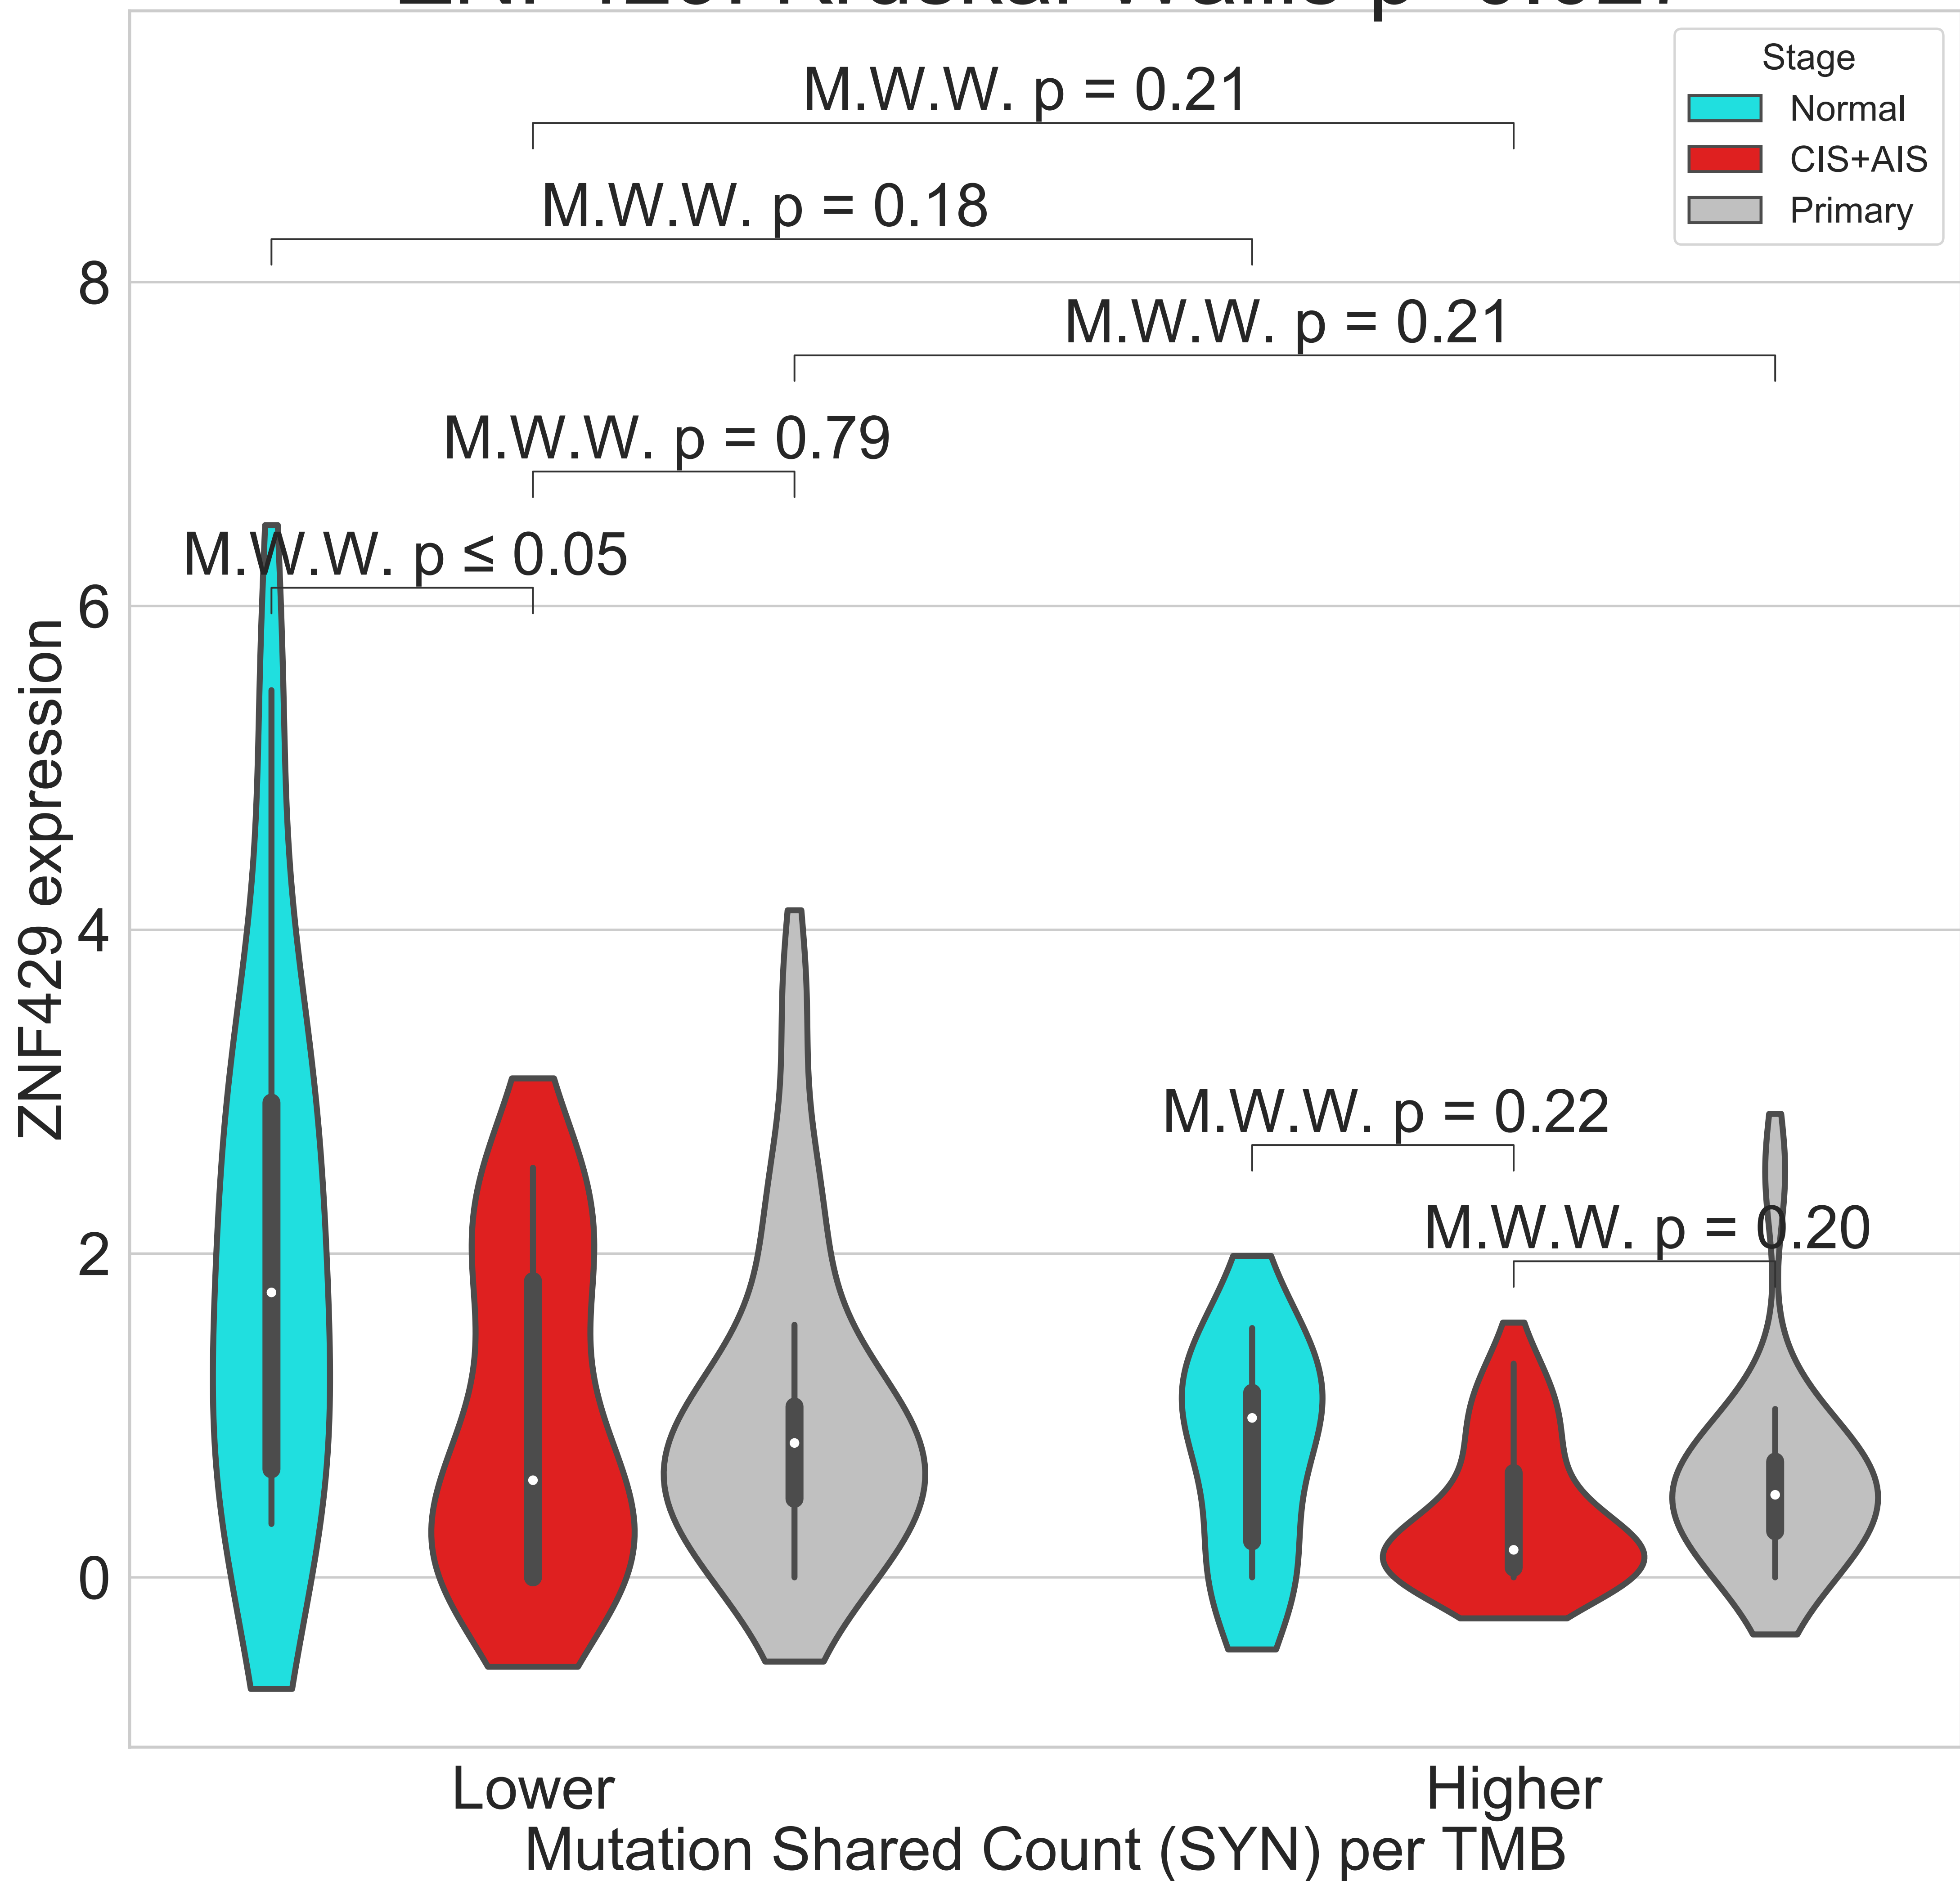 Stage
Normal
CIS+AIS
Primary
M.W.W. p = 0.21
M.W.W. p = 0.18
M.W.W. p = 0.21
M.W.W. p = 0.79
M.W.W. p ≤ 0.05
M.W.W. p = 0.22
M.W.W. p = 0.20
ZNF429 expression
8
6
4
2
0
Lower
Higher
Mutation Shared Count (SYN) per TMB